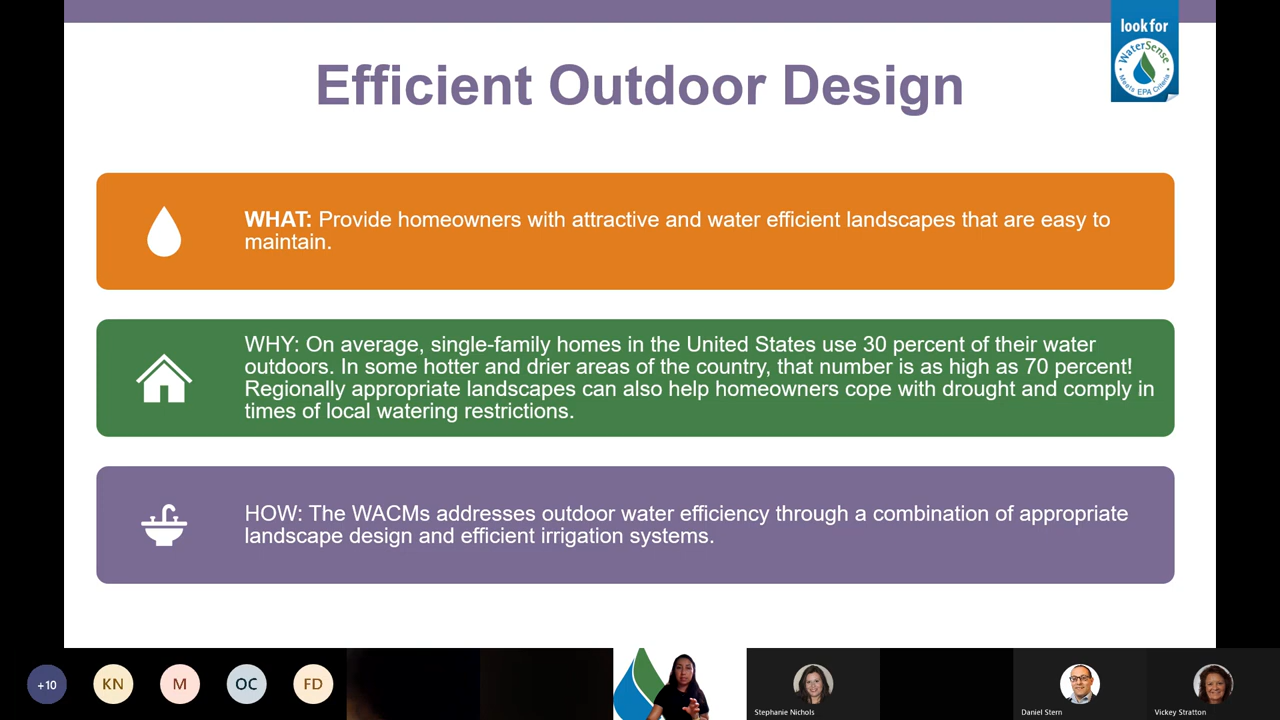 look for
WaterSense
Meets EPA Criteria
Efficient Outdoor Design
WHAT: Provide homeowners with attractive and water efficient landscapes that are easy to
maintain.
WHY: On average, single-family homes in the United States use 30 percent of their water
outdoors. In some hotter and drier areas of the country, that number is as high as 70 percent!
Regionally appropriate landscapes can also help homeowners cope with drought and comply in
times of local watering restrictions.
HOW: The WACMs addresses outdoor water efficiency through a combination of appropriate
landscape design and efficient irrigation systems.
+10
KN
M
OC
FD
Stephanie Nichols
Daniel Stern
Vickey Stratton